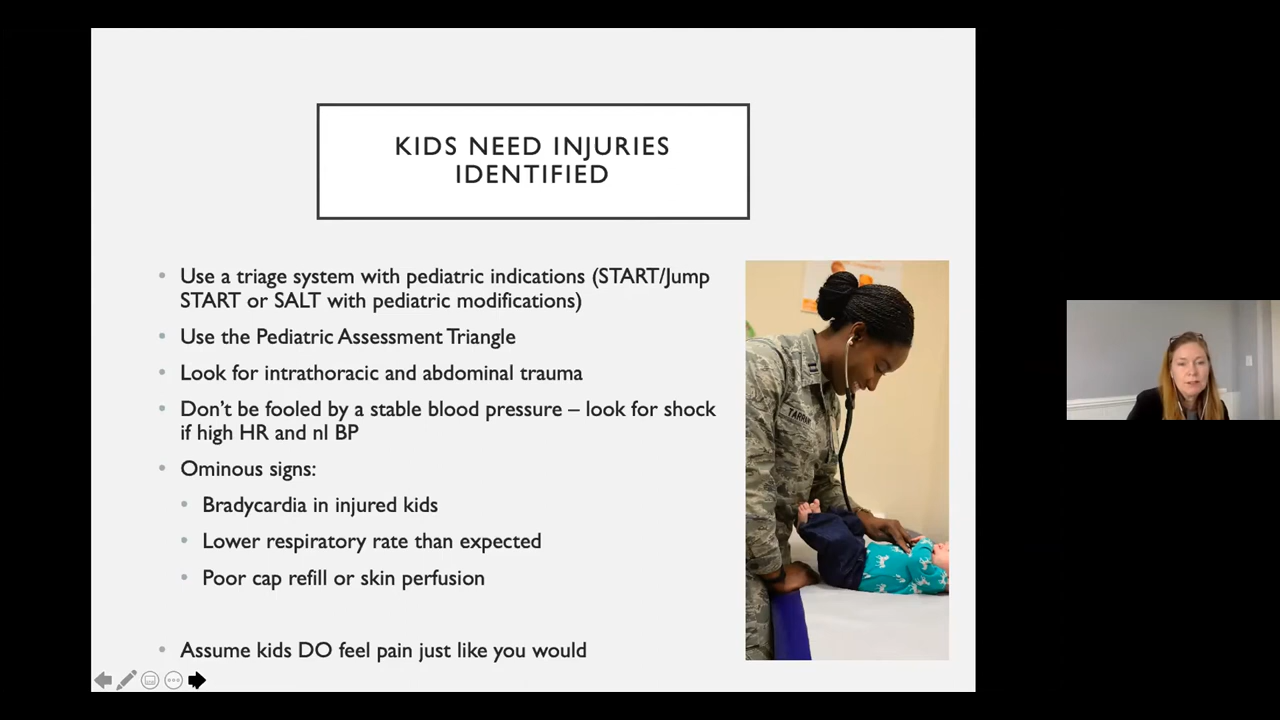 KIDS NEED INJURIES
IDENTIFIED
• Use a triage system with pediatric indications (START/Jump
START or SALT with pediatric modifications)
• Use the Pediatric Assessment Triangle
• Look for intrathoracic and abdominal trauma
• Don't be fooled by a stable blood pressure – look for shock
if high HR and nl BP
• Ominous signs:
• Bradycardia in injured kids
• Lower respiratory rate than expected
• Poor cap refill or skin perfusion
• Assume kids DO feel pain just like you would